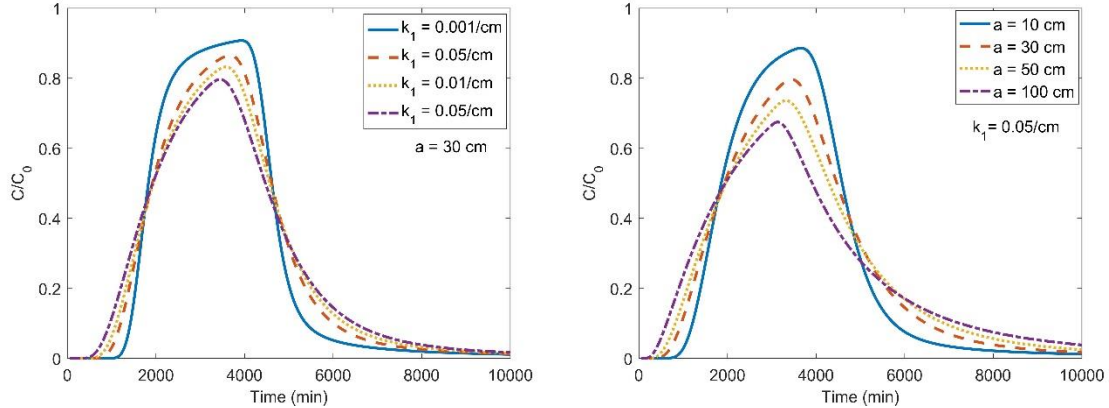 1
0.8
0.6
0.4
0.2
0
C/C0
0
2000
4000
6000
8000
10000
Time (min)
k1 = 0.001/cm
k1 = 0.05/cm
k1 = 0.01/cm
k1 = 0.05/cm
a = 30 cm
1
0.8
0.6
0.4
0.2
0
C/C0
0
2000
4000
6000
8000
10000
Time (min)
a = 10 cm
a = 30 cm
a = 50 cm
a = 100 cm
k1= 0.05/cm